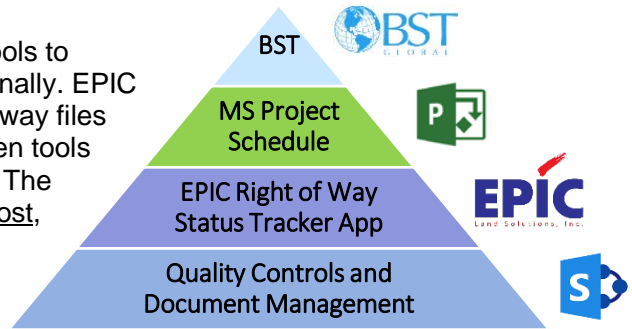 ools to
nally. EPIC
way files
en tools
The
ost,
BST
BST
GLOBAL
MS Project
Schedule
P
EPIC Right of Way
Status Tracker App
EPIC
Land Solutions, Inc.
Quality Controls and
Document Management
S